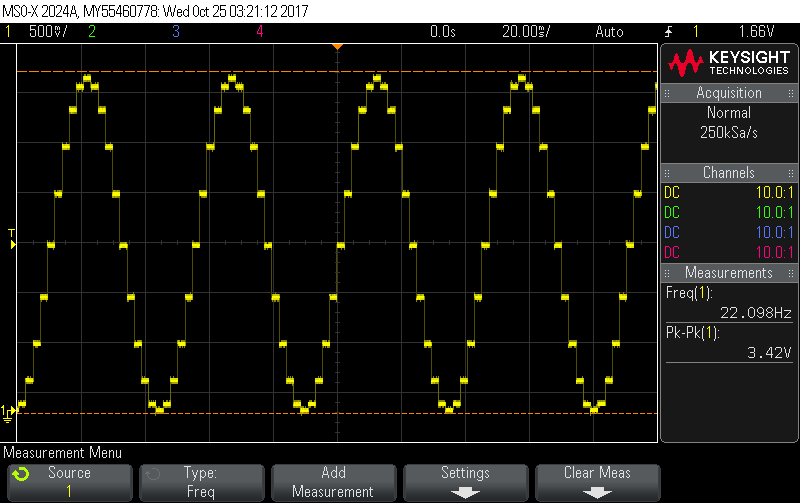 MSO-X 2024A, MY55460778: Wed Oct 25 03:21:12 2017
1 500%/ 2 3 4 0.0s 20.00%/ Auto 1 1.66V
KEYSIGHT
TECHNOLOGIES
Acquisition
Normal
250kSa/s
Channels
DC 10.0:1
DC 10.0:1
DC 10.0:1
DC 10.0:1
Measurements
Freq(1):
22.098Hz
Pk-Pk(1):
3.42V
T
1
Measurement Menu
Source
1
Type:
Freq
Add
Measurement
Settings
Clear Meas